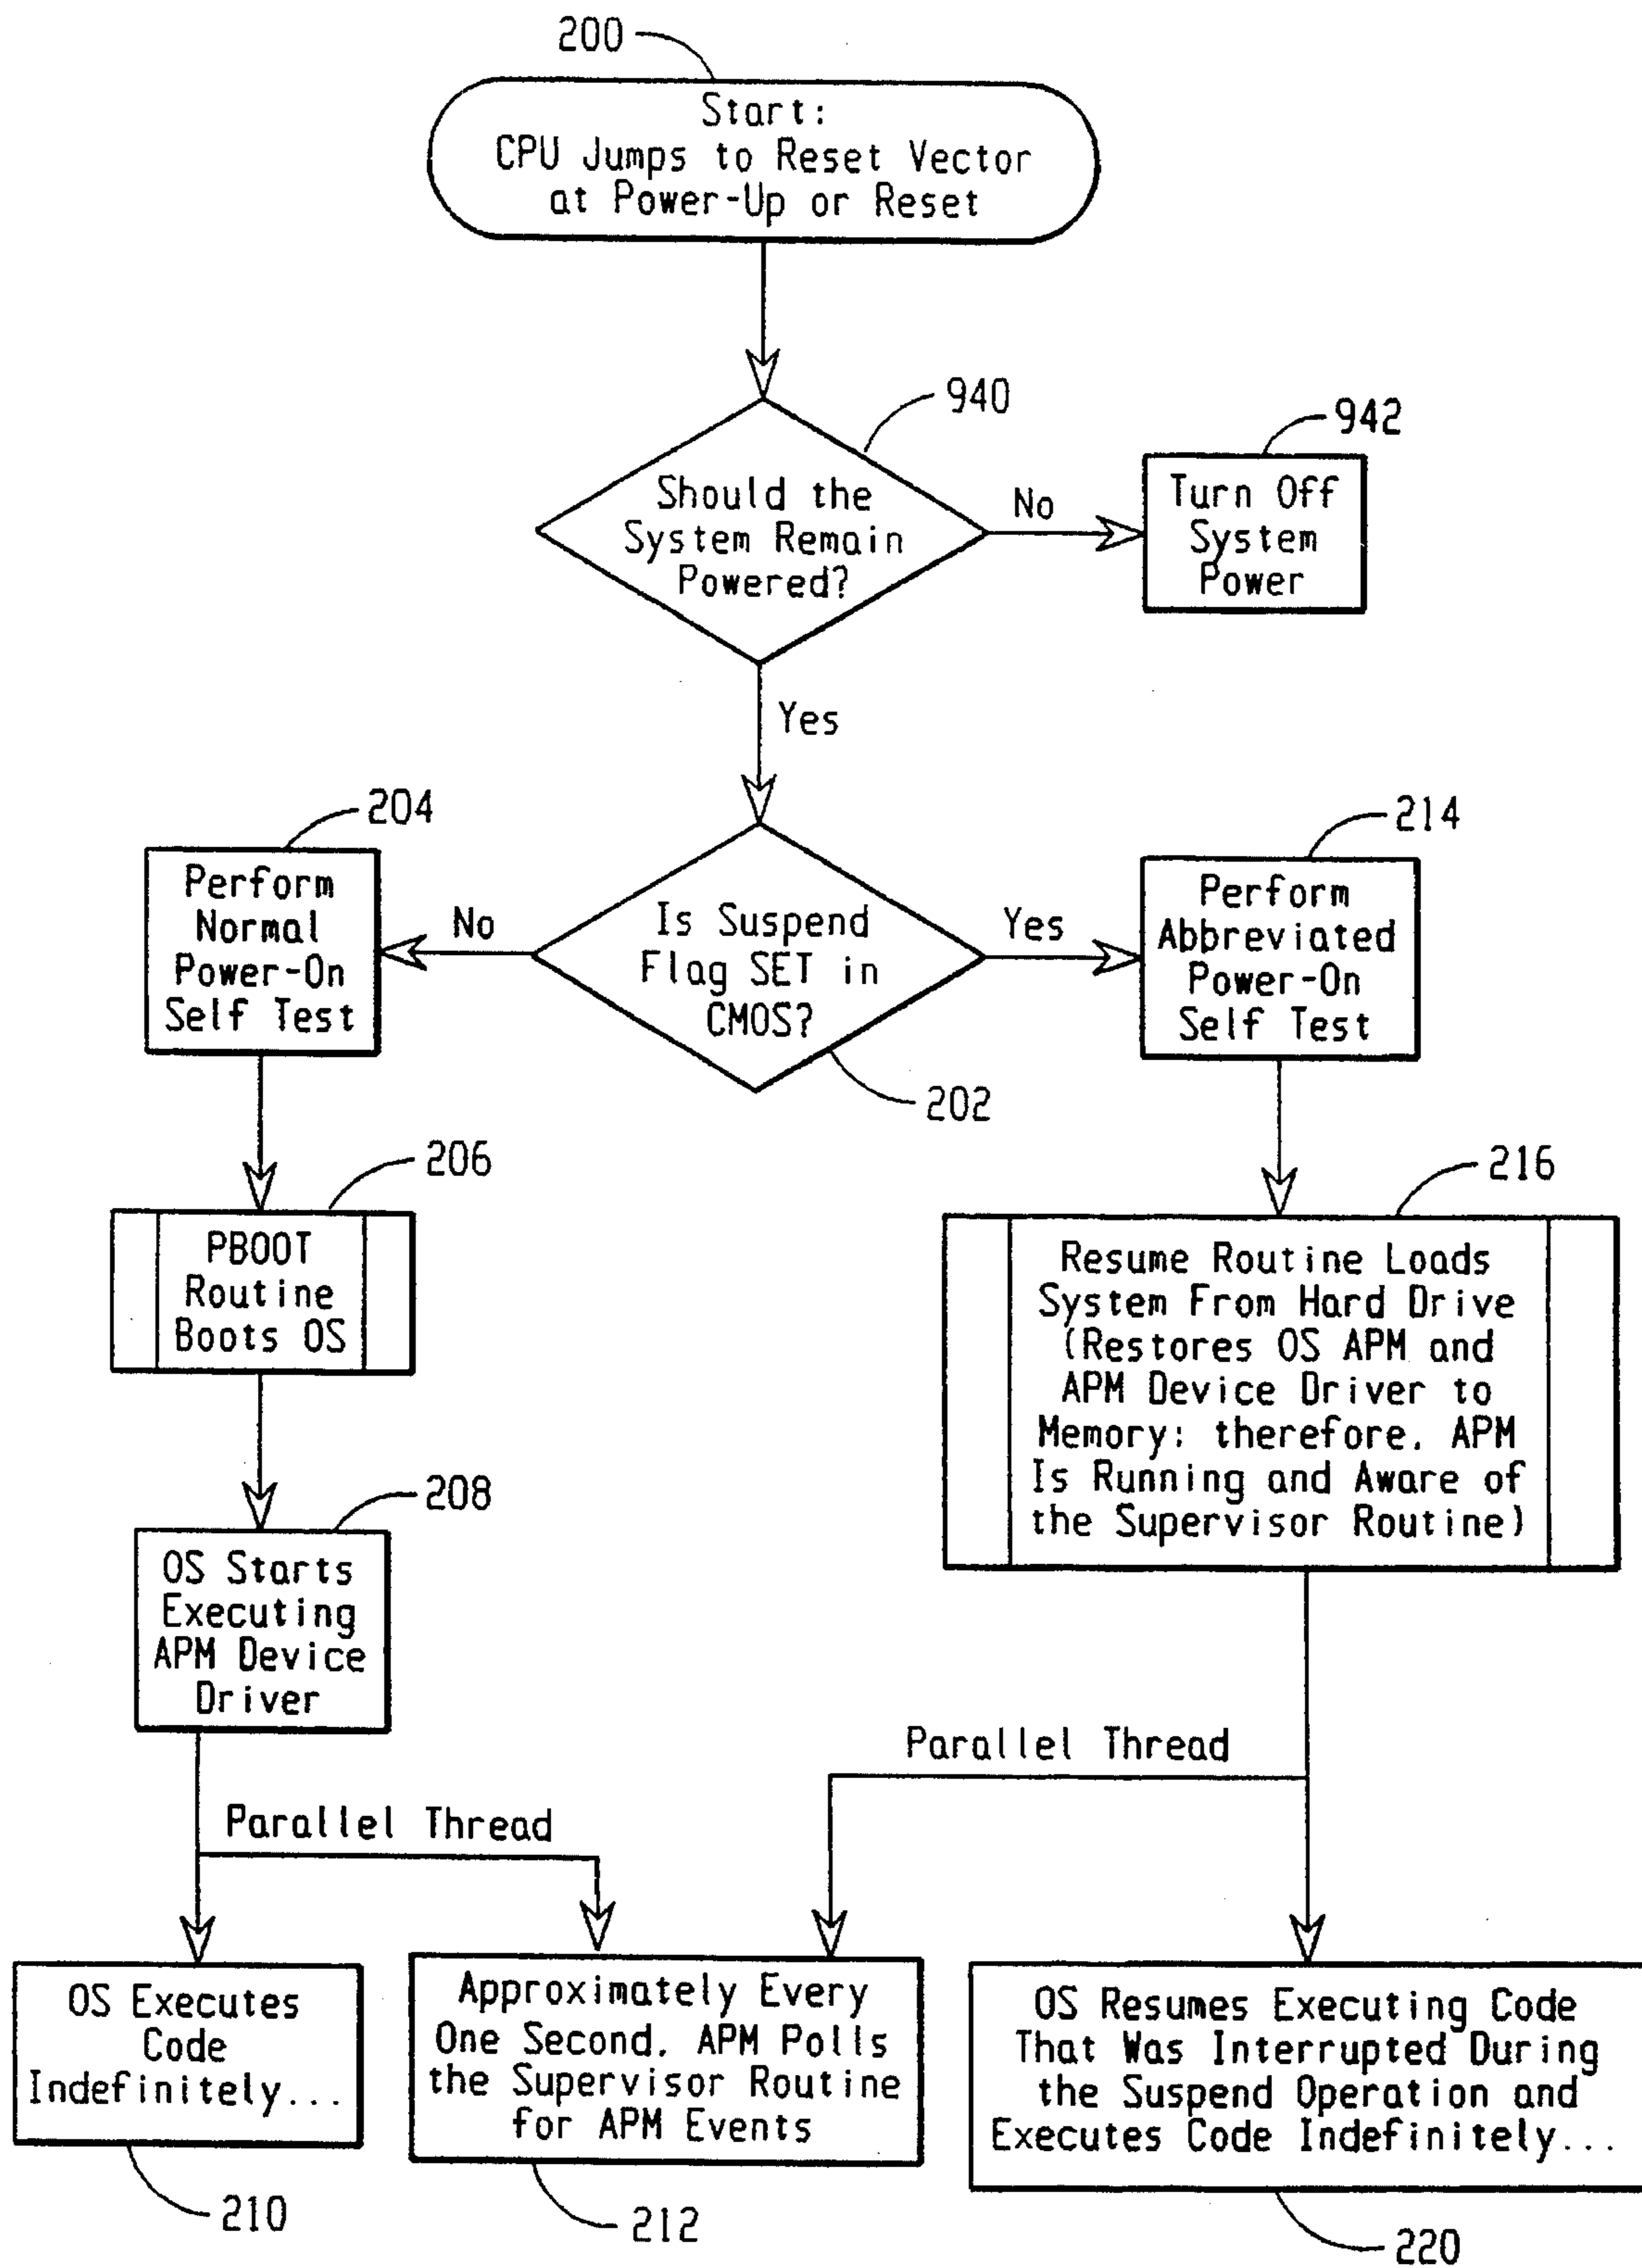 200
Start:
CPU Jumps to Reset Vector
at Power-Up or Reset
940
942
Should the
System Remain
Powered?
No
Turn Off
System
Power
Yes
204
214
Perform
Normal
Power-On
Self Test
No
Is Suspend
Flag SET in
CMOS?
Yes
Perform
Abbreviated
Power-On
Self Test
202
206
216
PBOOT
Routine
Boots OS
Resume Routine Loads
System From Hard Drive
(Restores OS APM and
APM Device Driver to
Memory; therefore, APM
Is Running and Aware of
the Supervisor Routine)
208
OS Starts
Executing
APM Device
Driver
Parallel Thread
Parallel Thread
OS Executes
Code
Indefinitely...
Approximately Every
One Second, APM Polls
the Supervisor Routine
for APM Events
OS Resumes Executing Code
That Was Interrupted During
the Suspend Operation and
Executes Code Indefinitely...
210
212
220